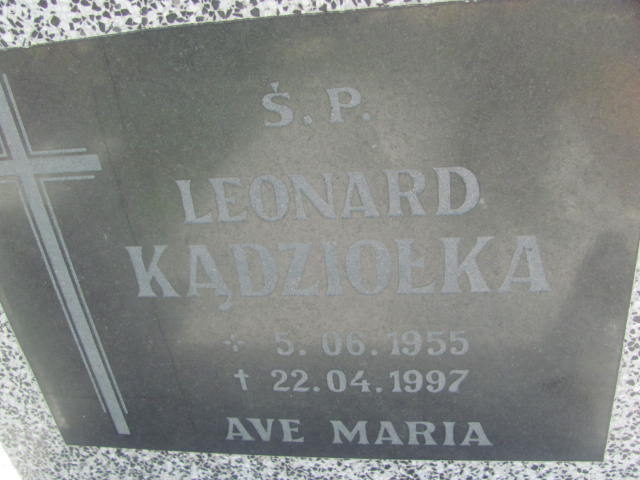 Ś.P.
LEONARD
KĄDZIOŁKA
5.06.1955
† 22.04.1997
AVE MARIA